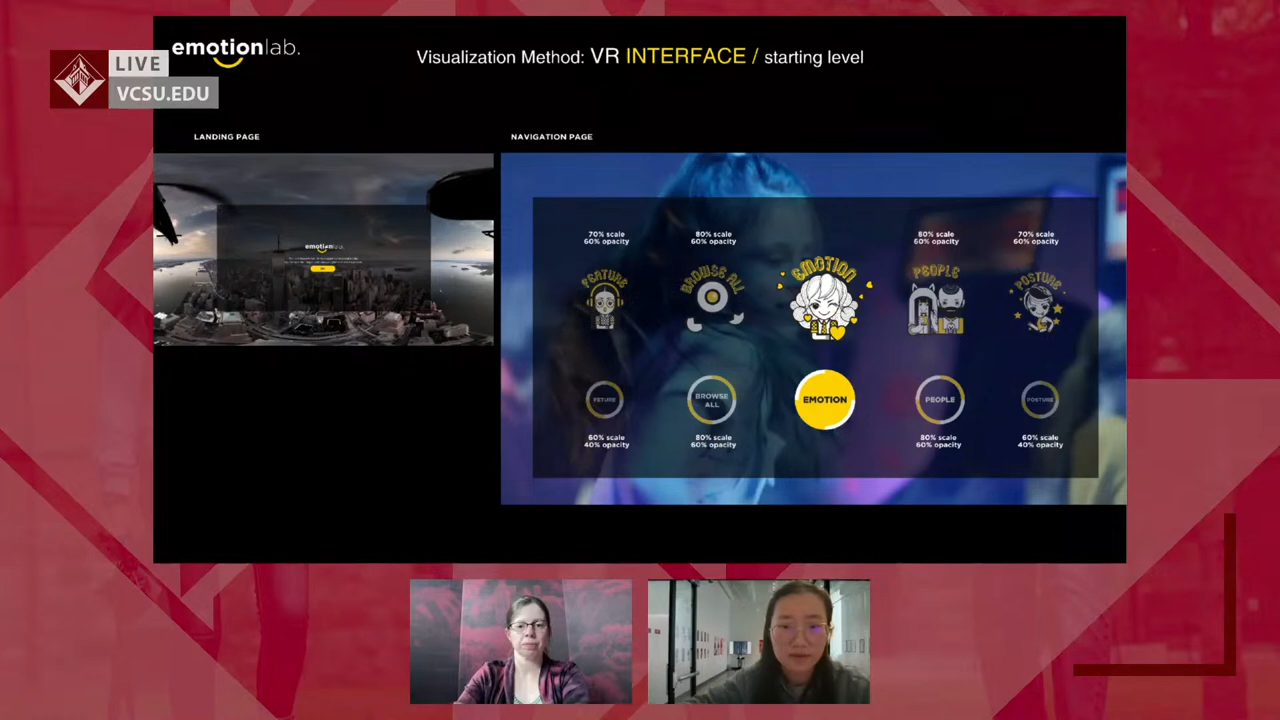 emotionlab.
LIVE
VCSU.EDU
Visualization Method: VR INTERFACE / starting level
LANDING PAGE
NAVIGATION PAGE
emotionlab.
70% scale
60% opacity
80% scale
60% opacity
80% scale
60% opacity
70% scale
60% opacity
FEATURE
BROWSE ALL
EMOTION
PEOPLE
POSTURE
FETURE
BROWSE
ALL
EMOTION
PEOPLE
POSTURE
60% scale
40% opacity
80% scale
60% opacity
80% scale
60% opacity
60% scale
40% opacity